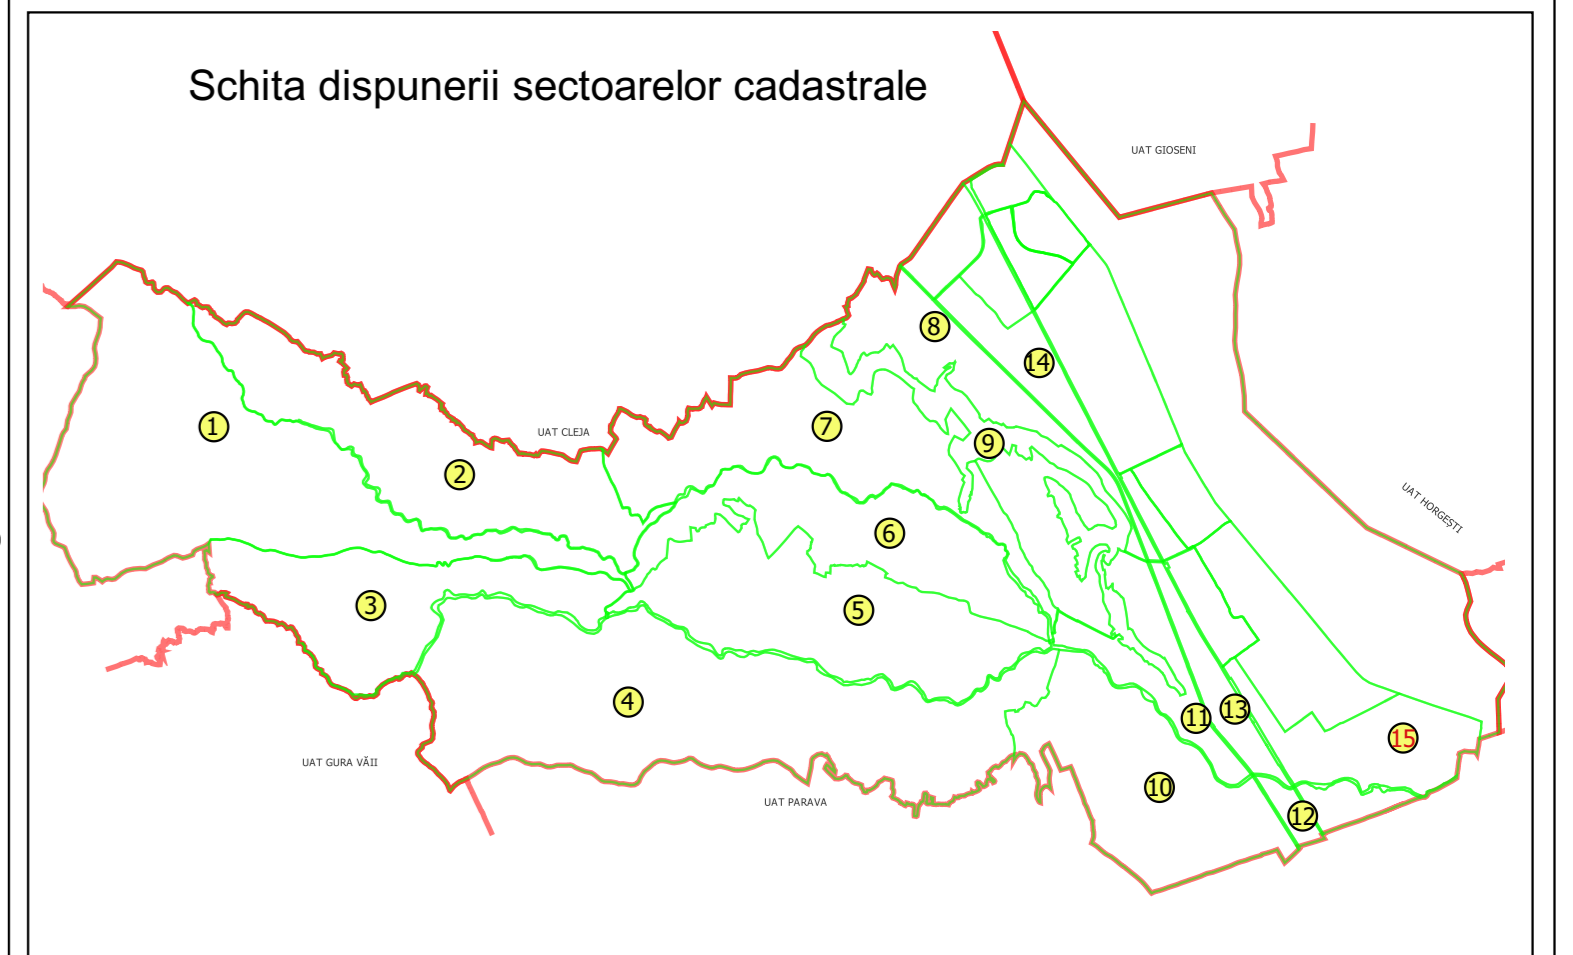 Schita dispunerii sectoarelor cadastrale
UAT GIOSENI
8
14
1
7
UAT CLEJA
9
2
UAT HORGEȘTI
6
3
5
4
11
13
15
UAT GURA VĂII
10
UAT PARAVA
12